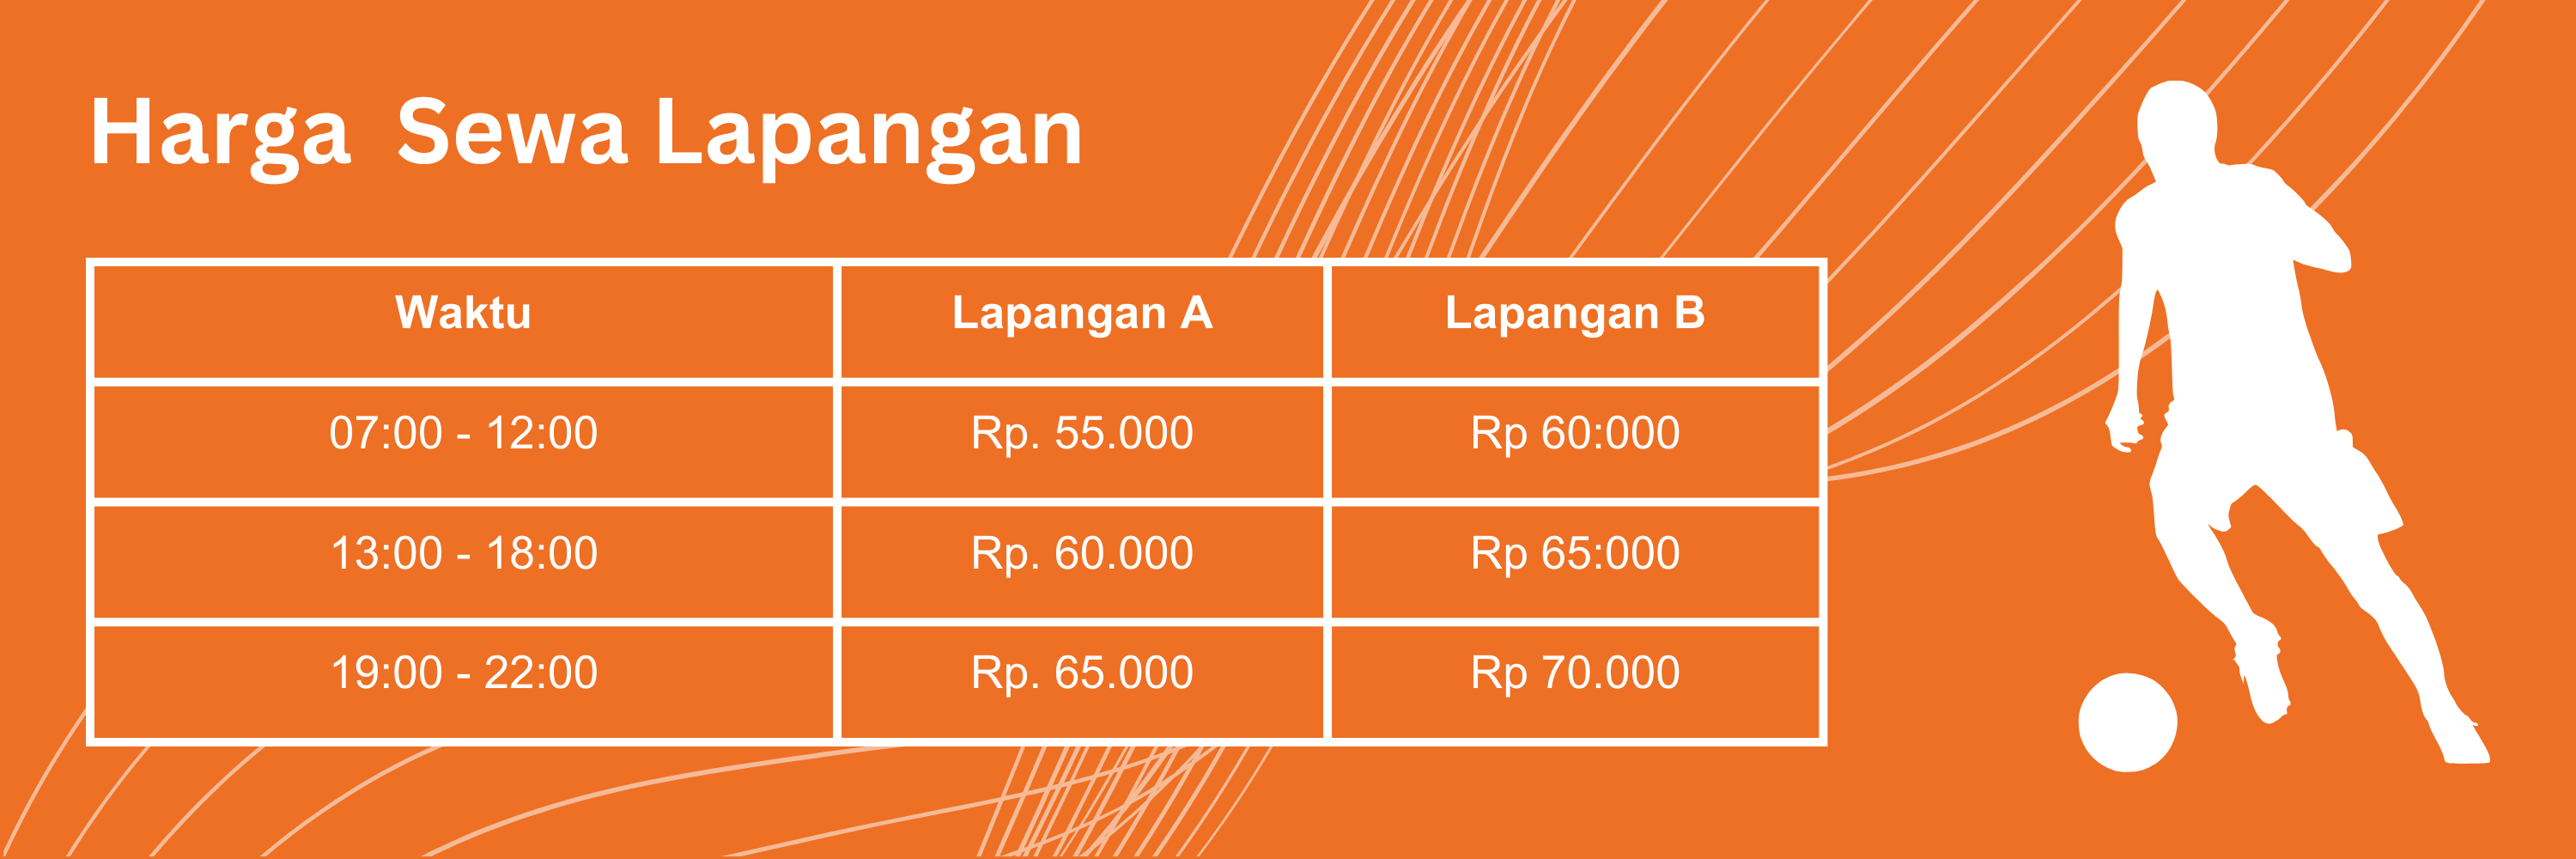 Harga Sewa Lapangan
Waktu Lapangan A Lapangan B
07:00 - 12:00 Rp. 55.000 Rp 60:000
13:00 - 18:00 Rp. 60.000 Rp 65:000
19:00 - 22:00 Rp. 65.000 Rp 70.000